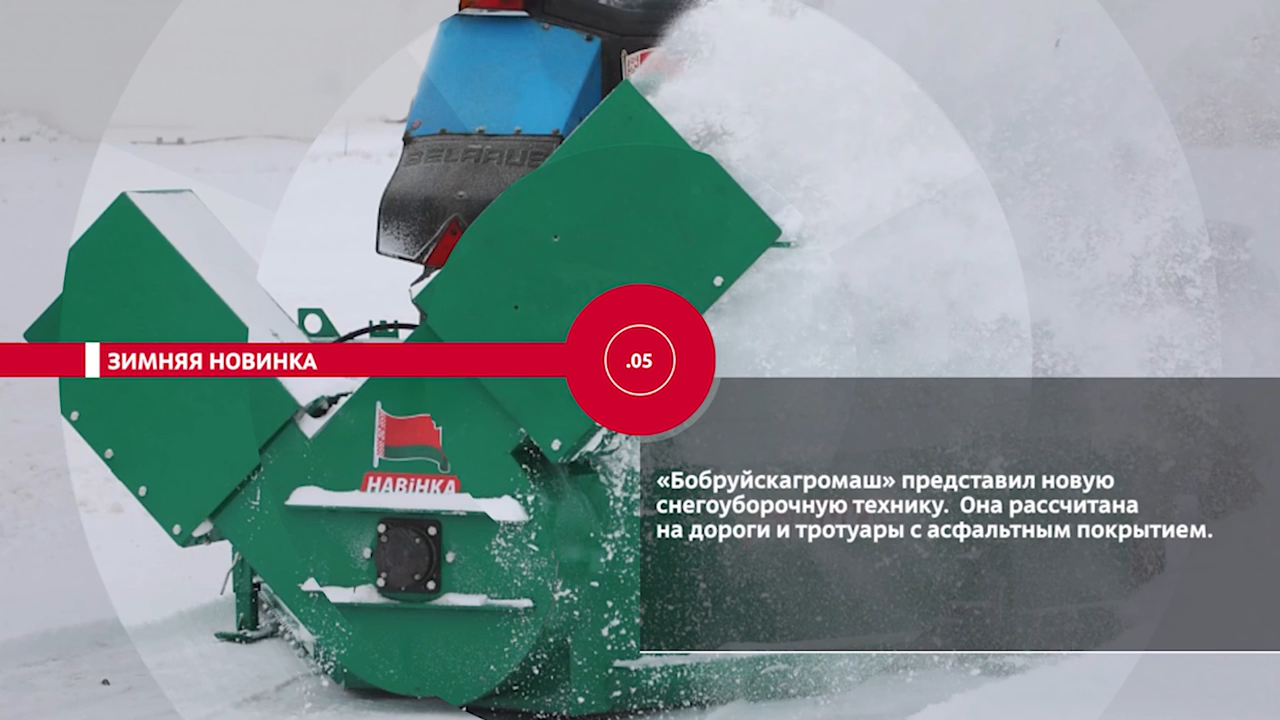 BELARUS
ЗИМНЯЯ НОВИНКА
.05
НАВіНКА
«Бобруйскагромаш» представил новую
снегоуборочную технику. Она рассчитана
на дороги и тротуары с асфальтным покрытием.